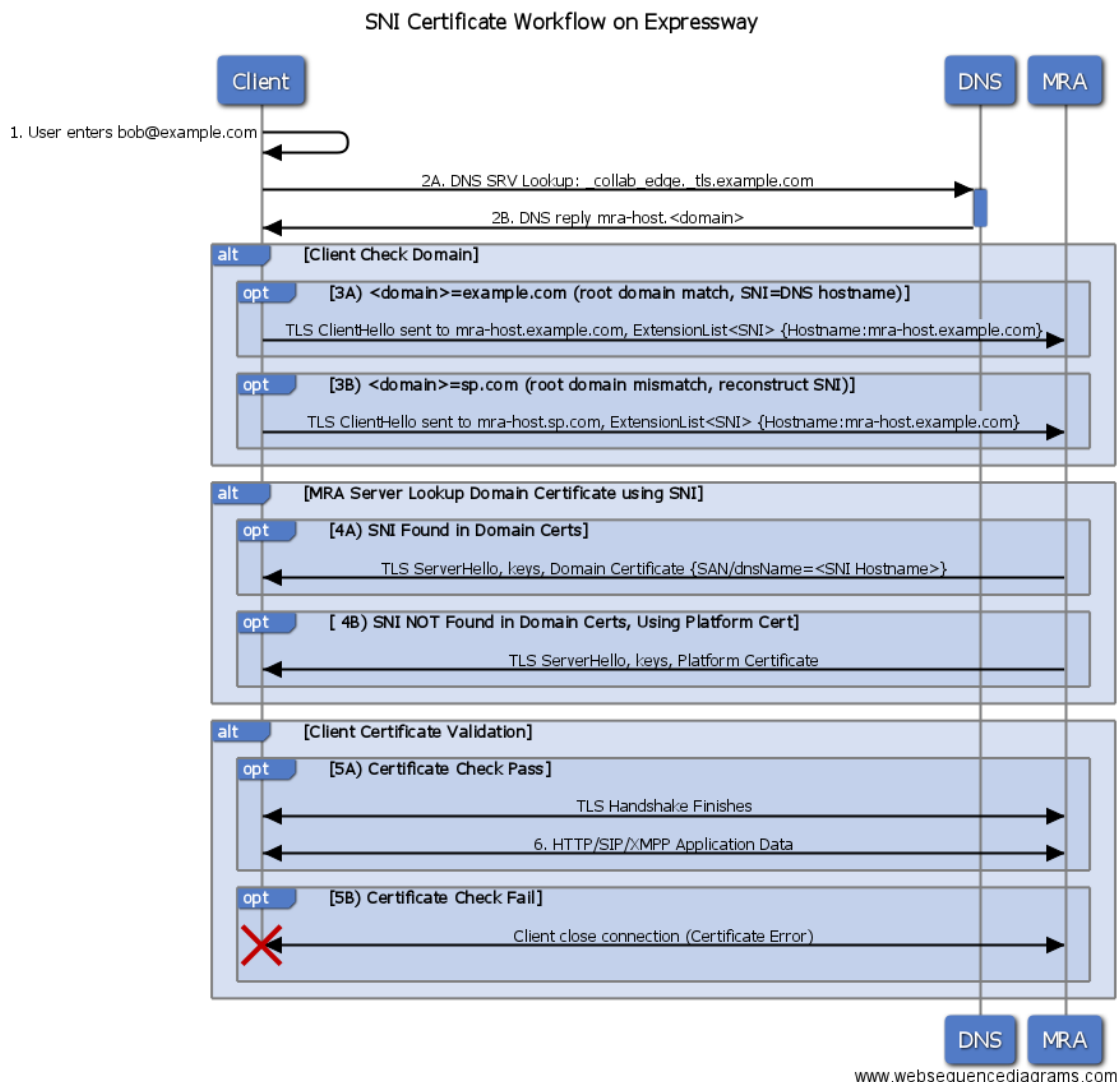 SNI Certificate Workflow on Expressway
Client
DNS
MRA
1. User enters bob@example.com
2A. DNS SRV Lookup: _collab_edge._tls.example.com
2B. DNS reply mra-host.<domain>
alt
[Client Check Domain]
opt
[3A) <domain>=example.com (root domain match, SNI=DNS hostname)]
TLS ClientHello sent to mra-host.example.com, ExtensionList<SNI> {Hostname:mra-host.example.com}
opt
[3B) <domain>=sp.com (root domain mismatch, reconstruct SNI)]
TLS ClientHello sent to mra-host.sp.com, ExtensionList<SNI> {Hostname:mra-host.example.com}
alt
[MRA Server Lookup Domain Certificate using SNI]
opt
[4A) SNI Found in Domain Certs]
TLS ServerHello, keys, Domain Certificate {SAN/dnsName=<SNI Hostname>}
opt
[ 4B) SNI NOT Found in Domain Certs, Using Platform Cert]
TLS ServerHello, keys, Platform Certificate
alt
[Client Certificate Validation]
opt
[5A) Certificate Check Pass]
TLS Handshake Finishes
6. HTTP/SIP/XMPP Application Data
opt
[5B) Certificate Check Fail]
Client close connection (Certificate Error)
DNS
MRA
www.websequencediagrams.com